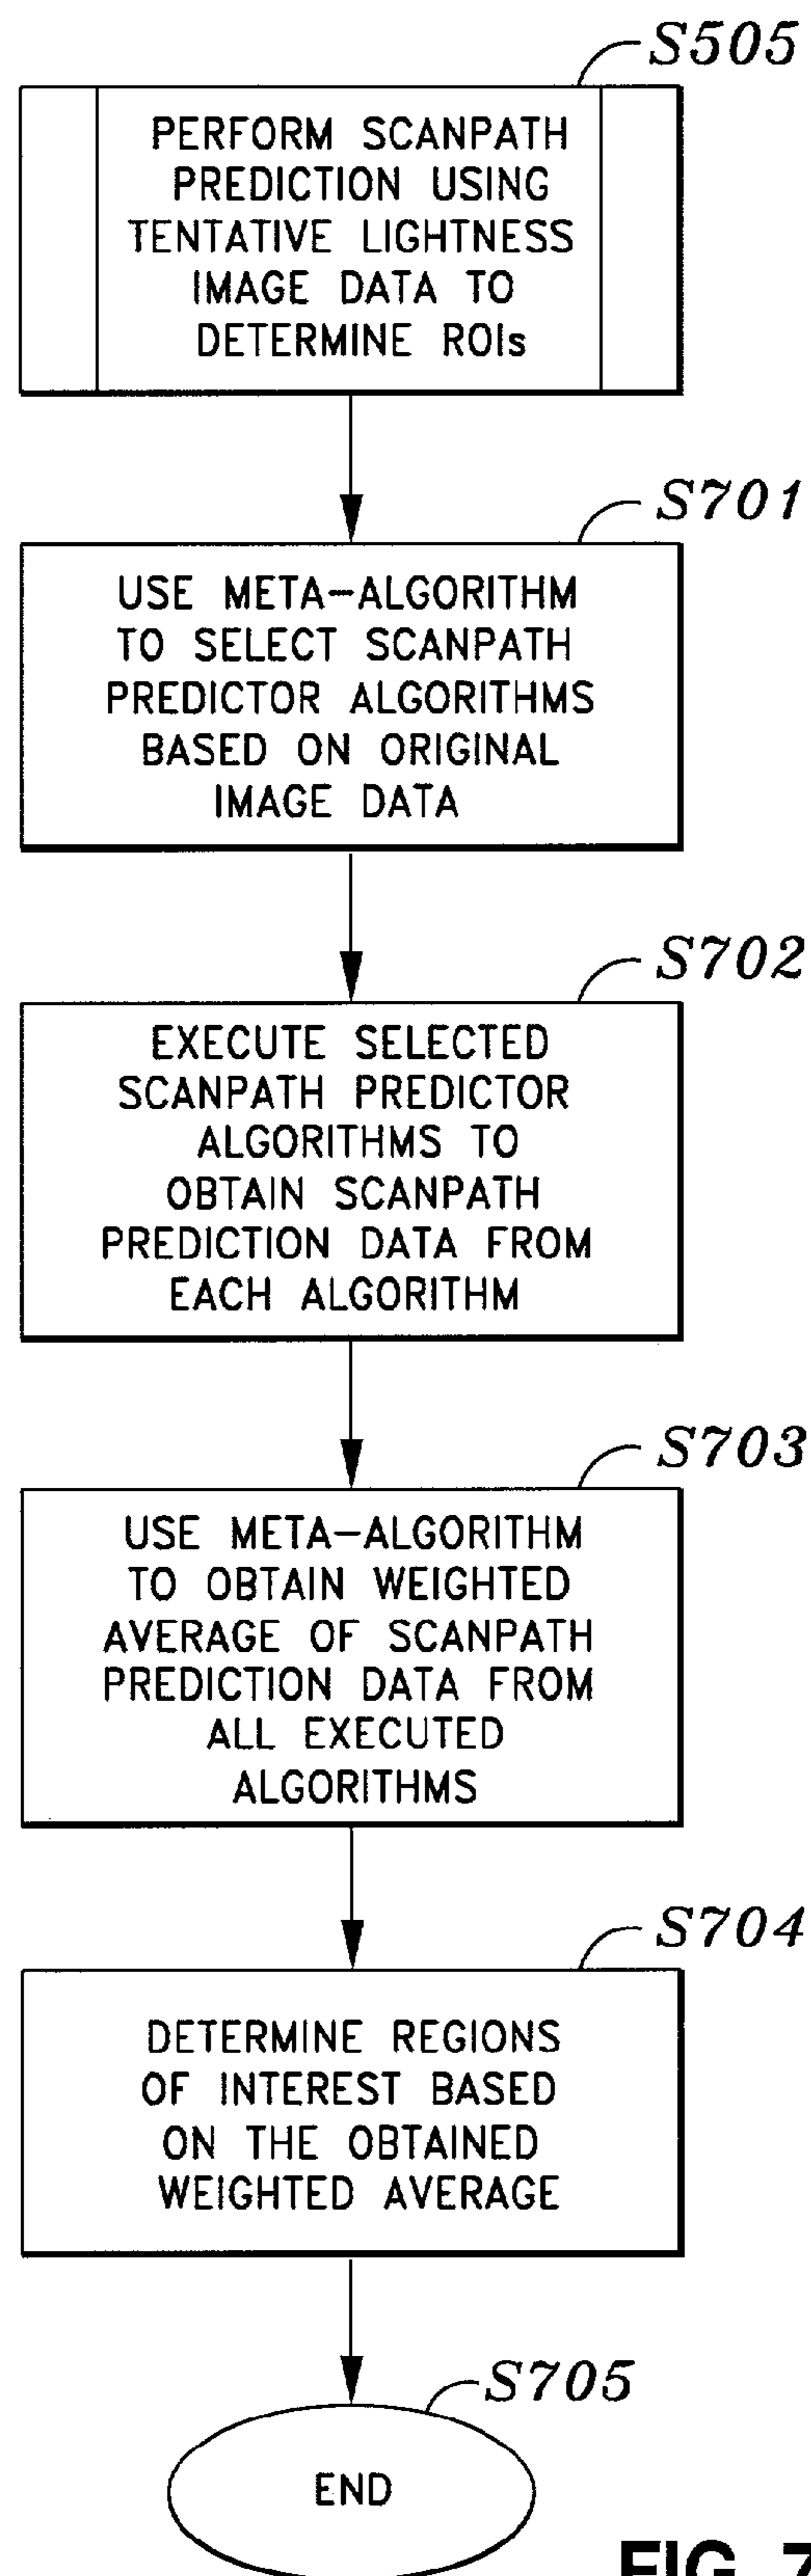 S505
PERFORM SCANPATH
PREDICTION USING
TENTATIVE LIGHTNESS
IMAGE DATA TO
DETERMINE ROIs
S701
USE META-ALGORITHM
TO SELECT SCANPATH
PREDICTOR ALGORITHMS
BASED ON ORIGINAL
IMAGE DATA
S702
EXECUTE SELECTED
SCANPATH PREDICTOR
ALGORITHMS TO
OBTAIN SCANPATH
PREDICTION DATA FROM
EACH ALGORITHM
S703
USE META-ALGORITHM
TO OBTAIN WEIGHTED
AVERAGE OF SCANPATH
PREDICTION DATA FROM
ALL EXECUTED
ALGORITHMS
S704
DETERMINE REGIONS
OF INTEREST BASED
ON THE OBTAINED
WEIGHTED AVERAGE
S705
END
FIG. 7